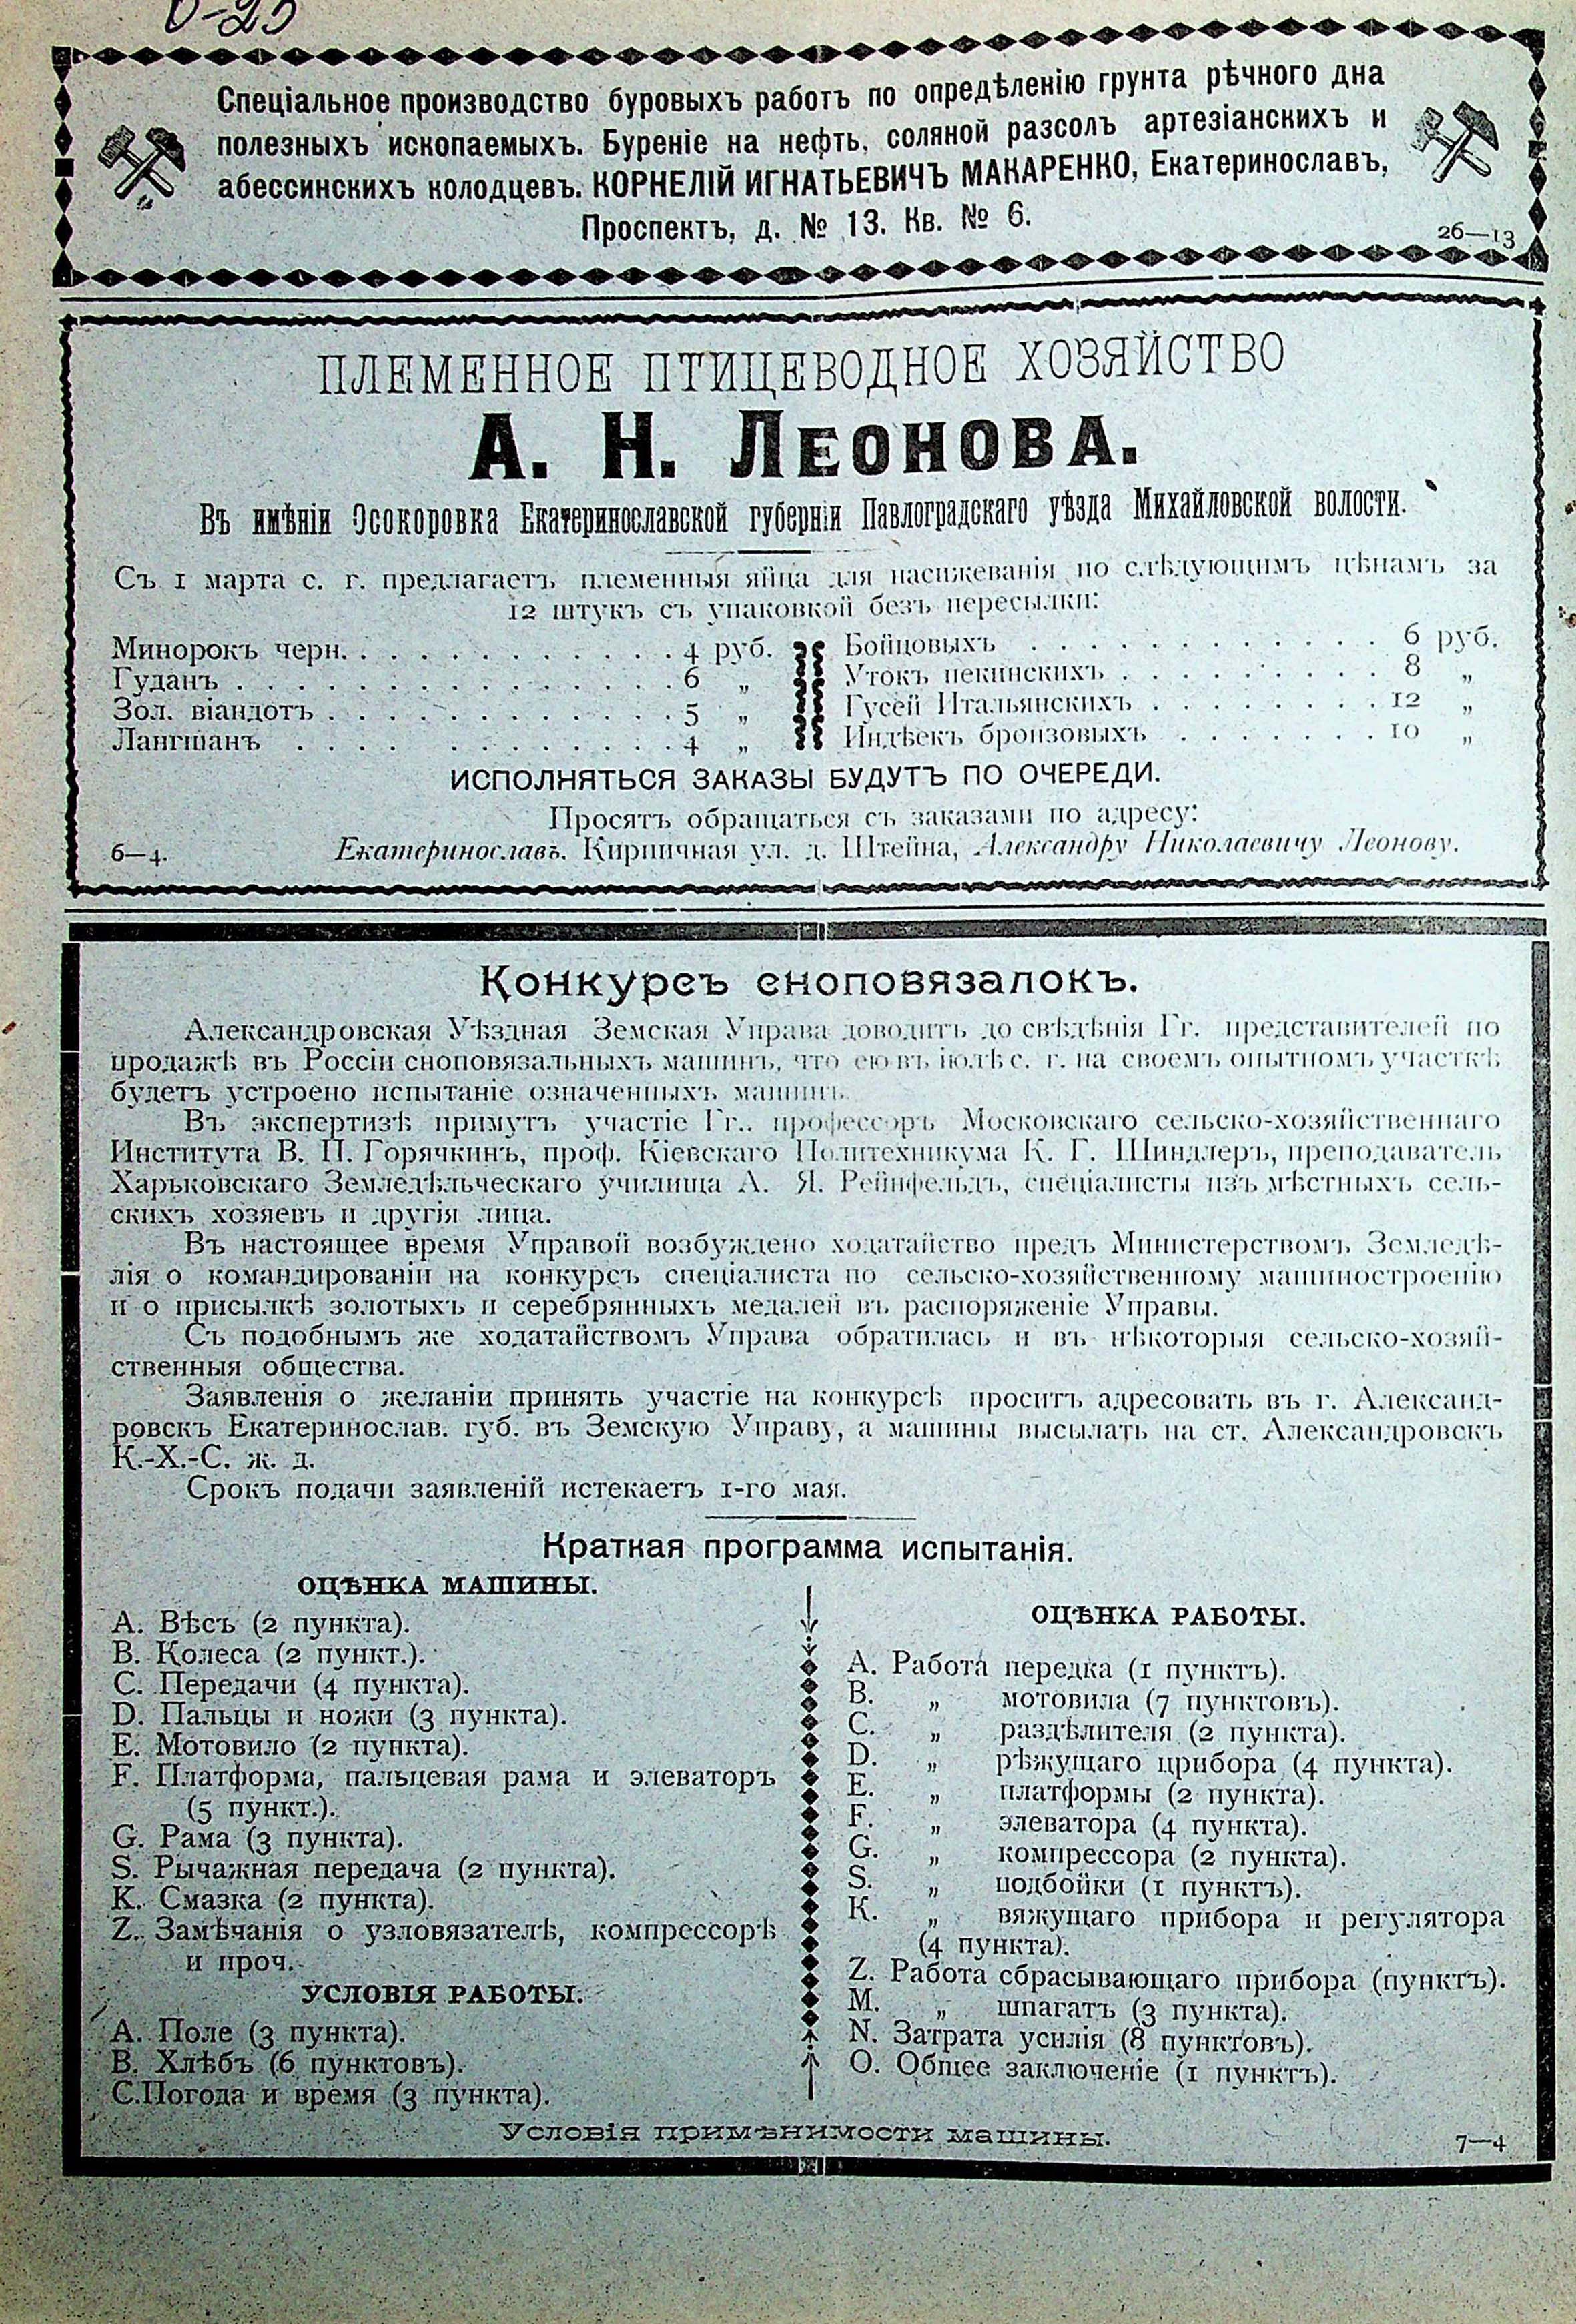 0-25
Спеціальное производство буровыхъ работъ по опредѣленію грунта рѣчного дна
полезныхъ ископаемыхъ. Буреніе на нефть, соляной разсолъ артезіанскихъ и
абессинскихъ колодцевъ. КОРНЕЛІЙ ИГНАТЬЕВИЧЪ МАКАРЕНКО, Екатеринославъ,
Проспектъ, д. № 13. Кв. № 6.
26—13
ПЛЕМЕННОЕ ПТИЦЕВОДНОЕ ХОЗЯЙСТВО
А. Н. ЛЕОНОВА.
Въ имѣніи Осокоровка Екатеринославской губерніи Павлоградскаго уѣзда Михайловской волости.
Съ 1 марта с. г. предлагаетъ племенныя яйца для насиживанія по слѣдующимъ цѣнамъ за
12 штукъ съ упаковкой безъ пересылки:
Минорокъ черн. . . . . . . . . . . . 4 руб.
Гуданъ . . . . . . . . . . . . . . . 6 „
Зол. віандотъ . . . . . . . . . . . . 5 „
Лангшанъ . . . . . . . . . . . . 4 „
Бойцовыхъ . . . . . . . . . . . . 6 руб.
Утокъ пекинскихъ . . . . . . . . . 8 „
Гусей Итальянскихъ . . . . . . . . 12 „
Индѣекъ бронзовыхъ . . . . . . . 10 „
ИСПОЛНЯТЬСЯ ЗАКАЗЫ БУДУТЪ ПО ОЧЕРЕДИ.
Просятъ обращаться съ заказами по адресу:
6—4. Екатеринославъ. Кирпичная ул. д. Штейна, Александру Николаевичу Леонову.
Конкурсъ сноповязалокъ.
Александровская Уѣздная Земская Управа доводитъ до свѣдѣнія Гг. представителей по
продажѣ въ Россіи сноповязальныхъ машинъ, что ею въ іюлѣ с. г. на своемъ опытномъ участкѣ
будетъ устроено испытаніе означенныхъ машинъ.
Въ экспертизѣ примутъ участіе Гг.. профессоръ Московскаго сельско-хозяйственнаго
Института В. П. Горячкинъ, проф. Кіевскаго Политехникума К. Г. Шиндлеръ, преподаватель
Харьковскаго Земледѣльческаго училища А. Я. Рейнфельдъ, спеціалисты изъ мѣстныхъ сель-
скихъ хозяевъ и другія лица.
Въ настоящее время Управой возбуждено ходатайство предъ Министерствомъ Земледѣ-
лія о командированіи на конкурсъ спеціалиста по сельско-хозяйственному машиностроенію
и о присылкѣ золотыхъ и серебрянныхъ медалей въ распоряженіе Управы.
Съ подобнымъ же ходатайствомъ Управа обратилась и въ нѣкоторыя сельско-хозяй-
ственныя общества.
Заявленія о желаніи принять участіе на конкурсѣ проситъ адресовать въ г. Александ-
ровскъ Екатеринослав. губ. въ Земскую Управу, а машины высылать на ст. Александровскъ
К.-Х.-С. ж. д.
Срокъ подачи заявленій истекаетъ 1-го мая.
Краткая программа испытанія.
ОЦѢНКА МАШИНЫ.
A. Вѣсъ (2 пункта).
B. Колеса (2 пункт.).
C. Передачи (4 пункта).
D. Пальцы и ножи (3 пункта).
E. Мотовило (2 пункта).
F. Платформа, пальцевая рама и элеваторъ
(5 пункт.).
G. Рама (3 пункта).
S. Рычажная передача (2 пункта).
K. Смазка (2 пункта).
Z. Замѣчанія о узловязателѣ, компрессорѣ
и проч.
УСЛОВІЯ РАБОТЫ.
A. Поле (3 пункта).
B. Хлѣбъ (6 пунктовъ).
C. Погода и время (3 пункта).
ОЦѢНКА РАБОТЫ.
A. Работа передка (1 пунктъ).
B. „ мотовила (7 пунктовъ).
C. „ раздѣлителя (2 пункта).
D. „ рѣжущаго прибора (4 пункта).
E. „ платформы (2 пункта).
F. „ элеватора (4 пункта).
G. „ компрессора (2 пункта).
S. „ подбойки (1 пунктъ).
K. „ вяжущаго прибора и регулятора
(4 пункта).
Z. Работа сбрасывающаго прибора (пунктъ).
M. „ шпагатъ (3 пункта).
N. Затрата усилія (8 пунктовъ).
O. Общее заключеніе (1 пунктъ).
Условія примѣнимости машины.
7—4